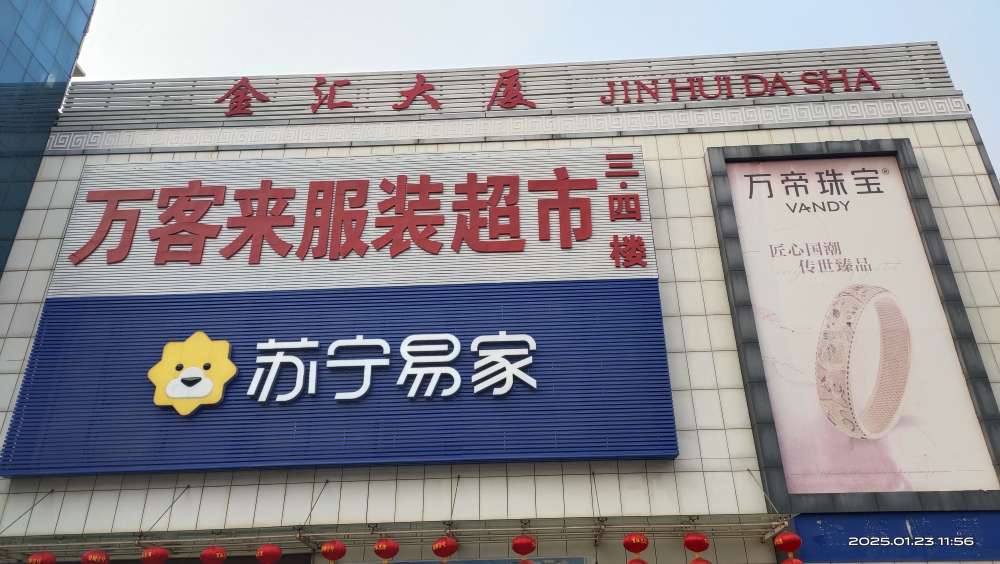 金汇大厦 JIN HUI DA SHA
万客来服装超市
三·四楼
苏宁易家
万帝珠宝®
VANDY
匠心国潮
传世臻品
2025.01.23 11:56